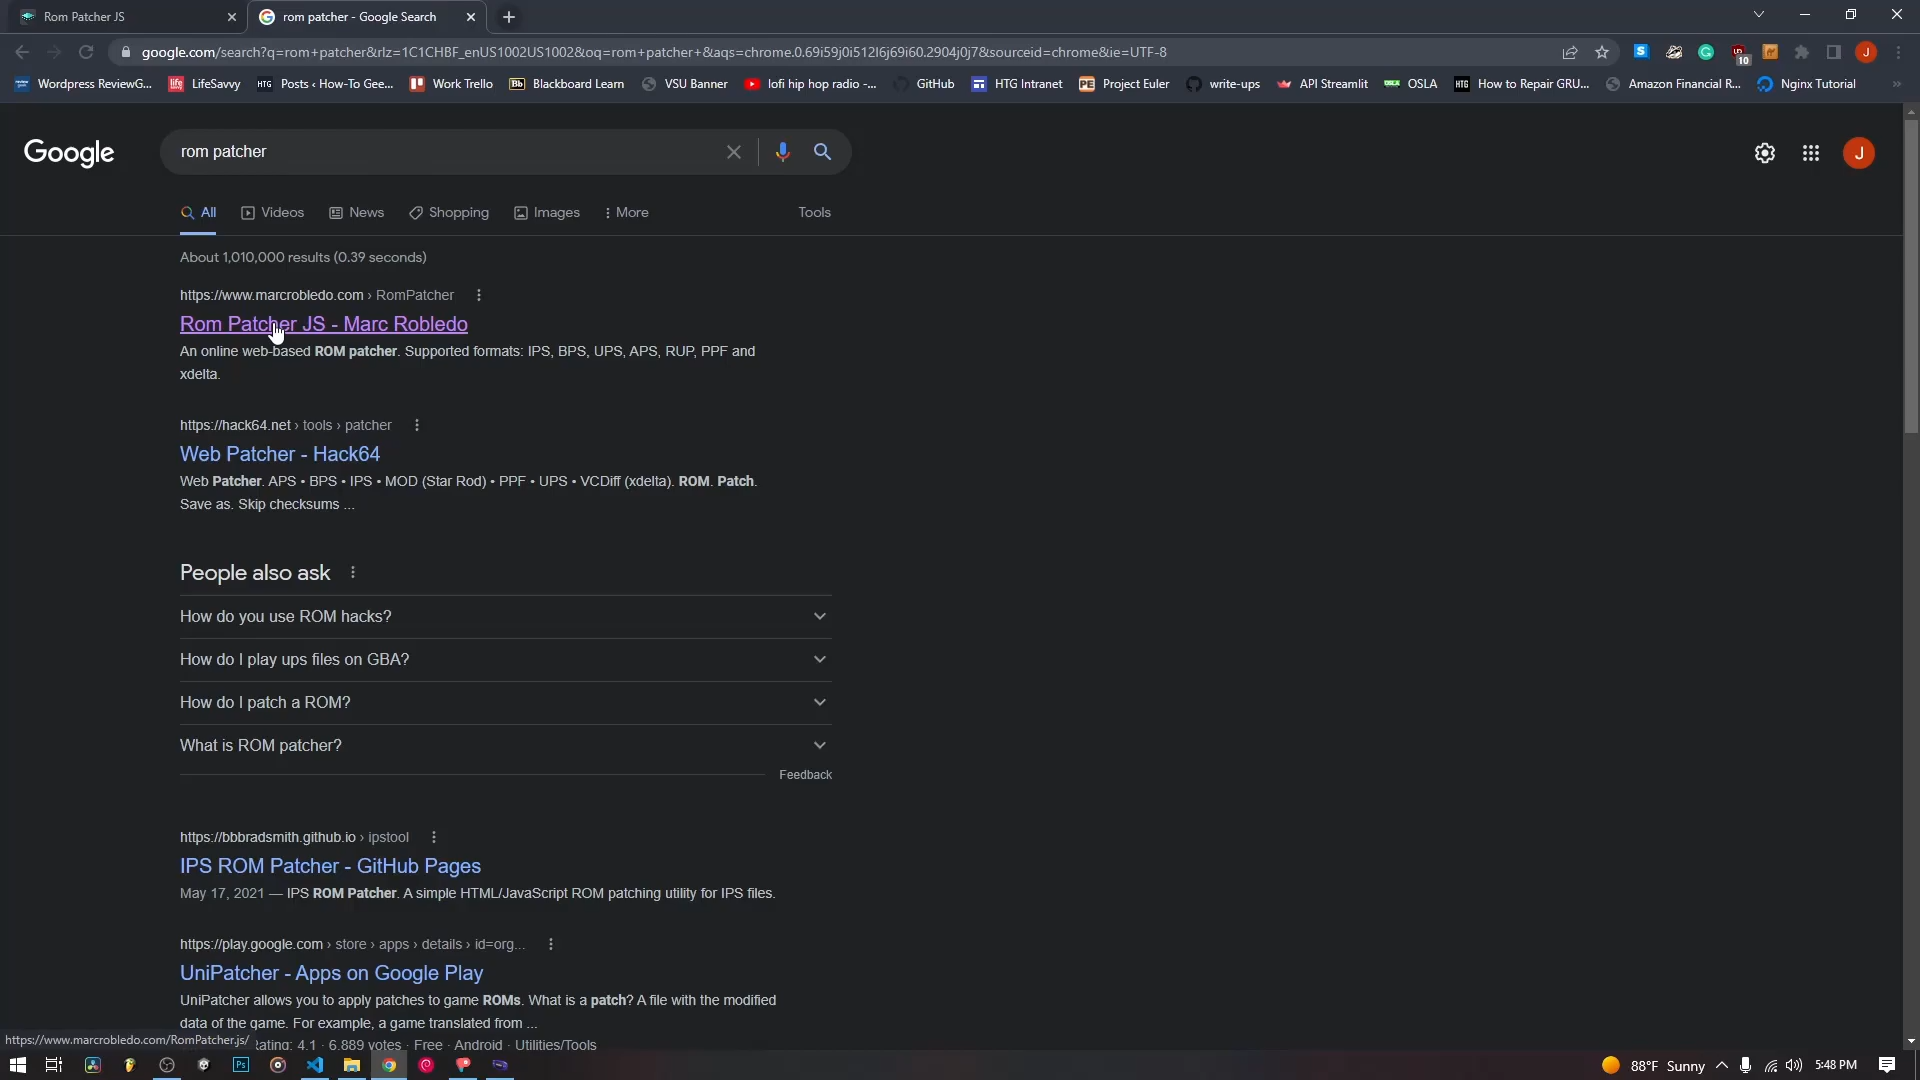 Rom Patcher JS
rom patcher - Google Search
google.com/search?q=rom+patcher&rlz=1C1CHBF_enUS1002US1002&oq=rom+patcher+&aqs=chrome.0.69i59j0i512l6j69i60.2904j0j7&sourceid=chrome&ie=UTF-8
10
J
Wordpress ReviewG... LifeSavvy Posts ‹ How-To Gee... Work Trello Blackboard Learn VSU Banner lofi hip hop radio -... GitHub HTG Intranet Project Euler write-ups API Streamlit OSLA How to Repair GRU... Amazon Financial R... Nginx Tutorial »
Google
rom patcher
J
All Videos News Shopping Images More Tools
About 1,010,000 results (0.39 seconds)
https://www.marcrobledo.com › RomPatcher
Rom Patcher JS - Marc Robledo
An online web-based ROM patcher. Supported formats: IPS, BPS, UPS, APS, RUP, PPF and
xdelta.
https://hack64.net › tools › patcher
Web Patcher - Hack64
Web Patcher. APS • BPS • IPS • MOD (Star Rod) • PPF • UPS • VCDiff (xdelta). ROM. Patch.
Save as. Skip checksums ...
People also ask
How do you use ROM hacks?
How do I play ups files on GBA?
How do I patch a ROM?
What is ROM patcher?
Feedback
https://bbbradsmith.github.io › ipstool
IPS ROM Patcher - GitHub Pages
May 17, 2021 — IPS ROM Patcher. A simple HTML/JavaScript ROM patching utility for IPS files.
https://play.google.com › store › apps › details › id=org...
UniPatcher - Apps on Google Play
UniPatcher allows you to apply patches to game ROMs. What is a patch? A file with the modified
data of the game. For example, a game translated from ...
https://www.marcrobledo.com/RomPatcher.js/
Rating: 4.1 · 6,889 votes · Free · Android · Utilities/Tools
Ps
88°F Sunny
5:48 PM